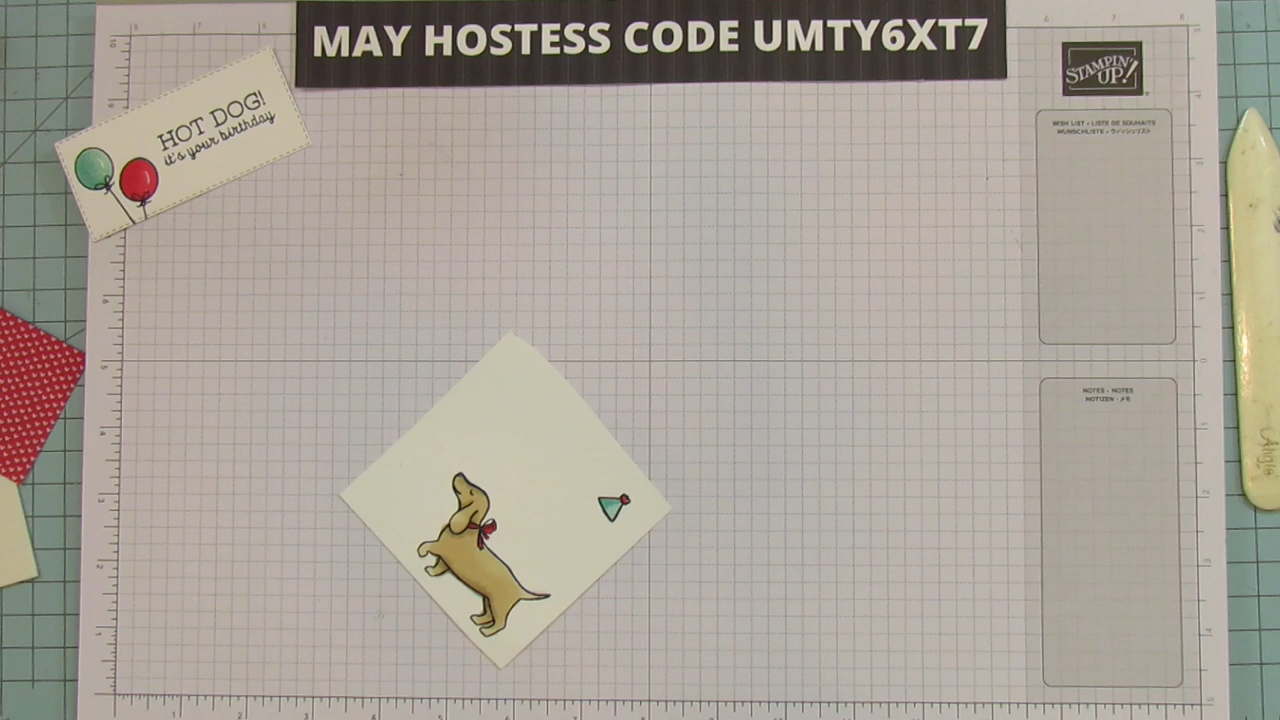 MAY HOSTESS CODE UMTY6XT7
STAMPIN' UP!
HOT DOG!
it's your birthday
WISH LIST • LISTE DE SOUHAITS
WUNSCHLISTE • ウィッシュリスト
NOTES • NOTES
NOTIZEN • メモ